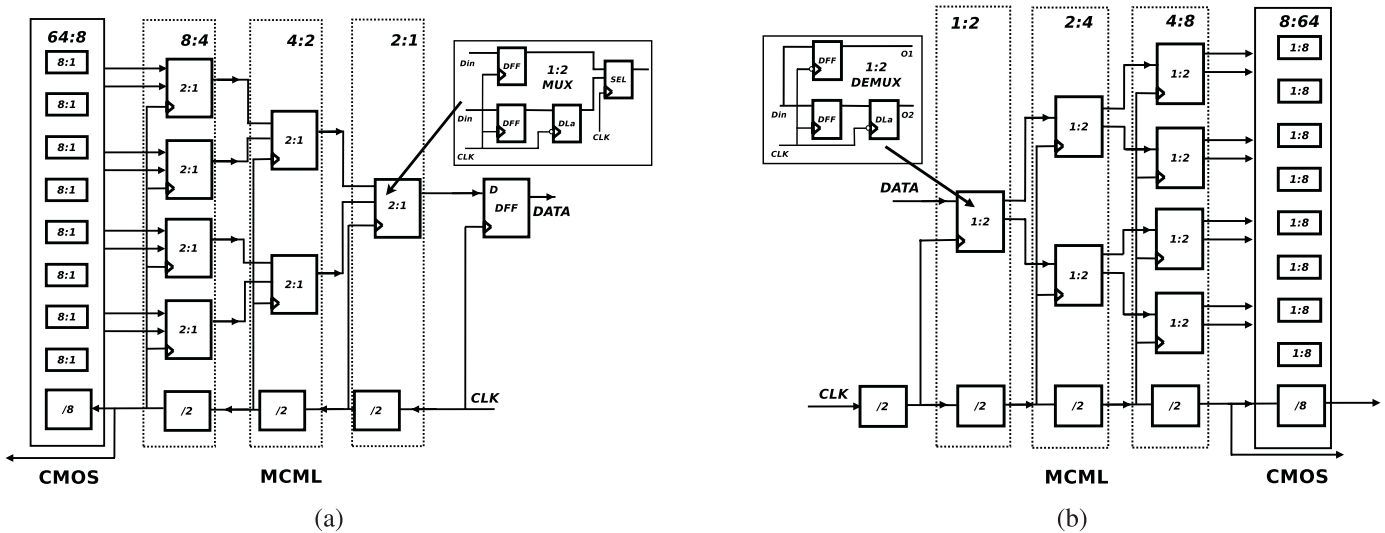 64:8
8:4
4:2
2:1
8:1
8:1
8:1
8:1
8:1
8:1
8:1
8:1
/8
2:1
2:1
2:1
2:1
/2
2:1
2:1
/2
2:1
/2
Din
DFF
1:2
MUX
SEL
Din
DFF
DLa
CLK
CLK
D
DFF
DATA
CLK
CMOS
MCML
(a)
1:2
2:4
4:8
8:64
DFF
O1
1:2
DEMUX
Din
DFF
DLa
O2
CLK
DATA
1:2
1:2
1:2
1:2
1:2
1:2
1:2
1:8
1:8
1:8
1:8
1:8
1:8
1:8
1:8
CLK
/2
/2
/2
/2
/8
MCML
CMOS
(b)